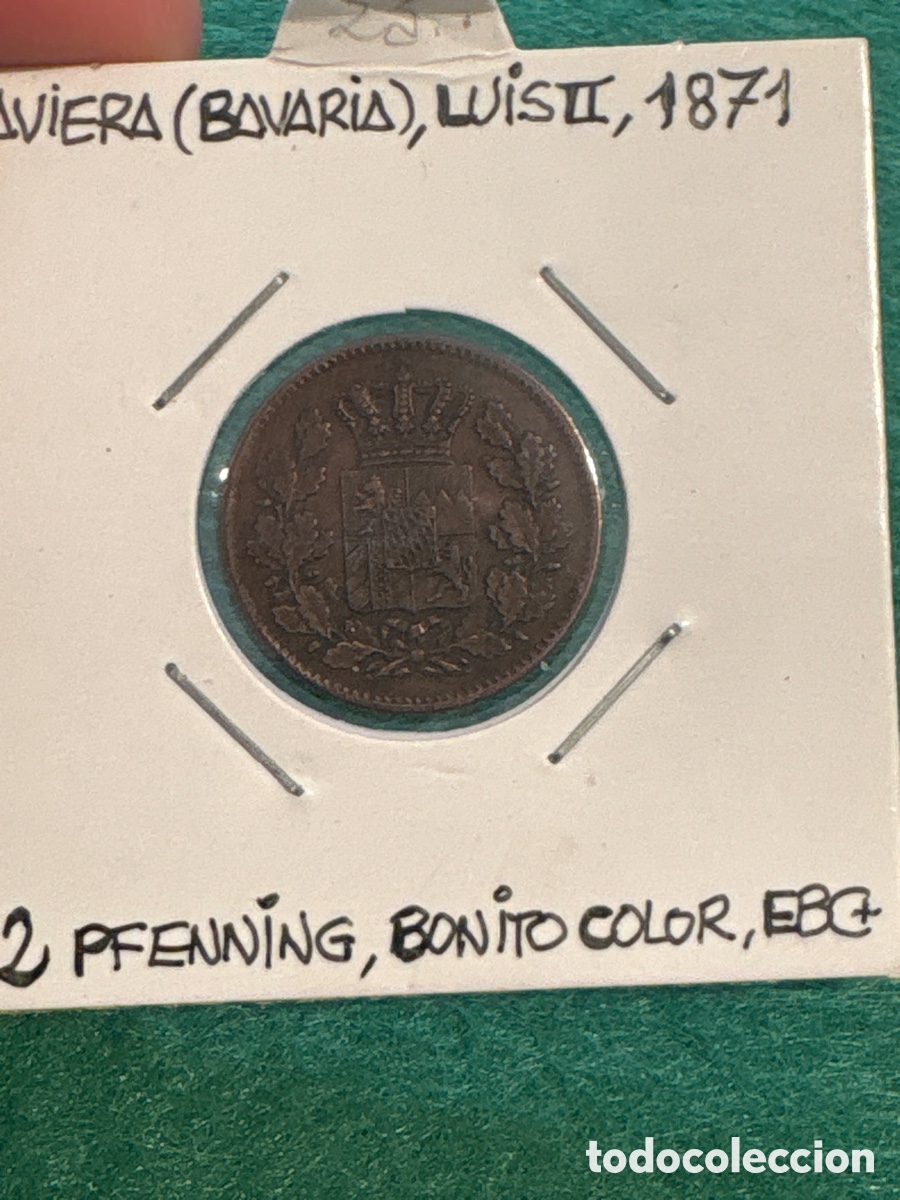 AVIERA (BAVARIA), LUIS II, 1871
2 PFENNING, BONITO COLOR, EBC+
todocoleccion